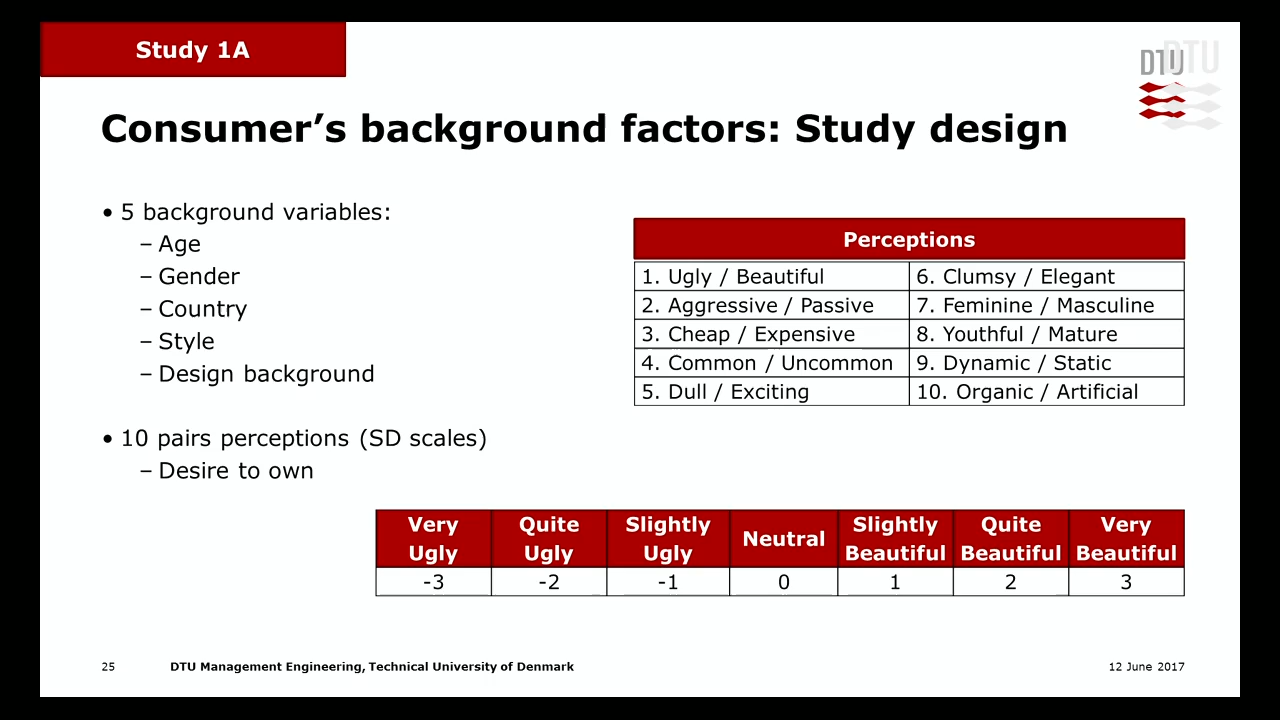 Study 1A
DTU
Consumer’s background factors: Study design
• 5 background variables:
– Age
– Gender
– Country
– Style
– Design background
• 10 pairs perceptions (SD scales)
– Desire to own
Perceptions
1. Ugly / Beautiful 6. Clumsy / Elegant
2. Aggressive / Passive 7. Feminine / Masculine
3. Cheap / Expensive 8. Youthful / Mature
4. Common / Uncommon 9. Dynamic / Static
5. Dull / Exciting 10. Organic / Artificial
Very Quite Slightly Neutral Slightly Quite Very
Ugly Ugly Ugly Beautiful Beautiful Beautiful
-3 -2 -1 0 1 2 3
25 DTU Management Engineering, Technical University of Denmark 12 June 2017